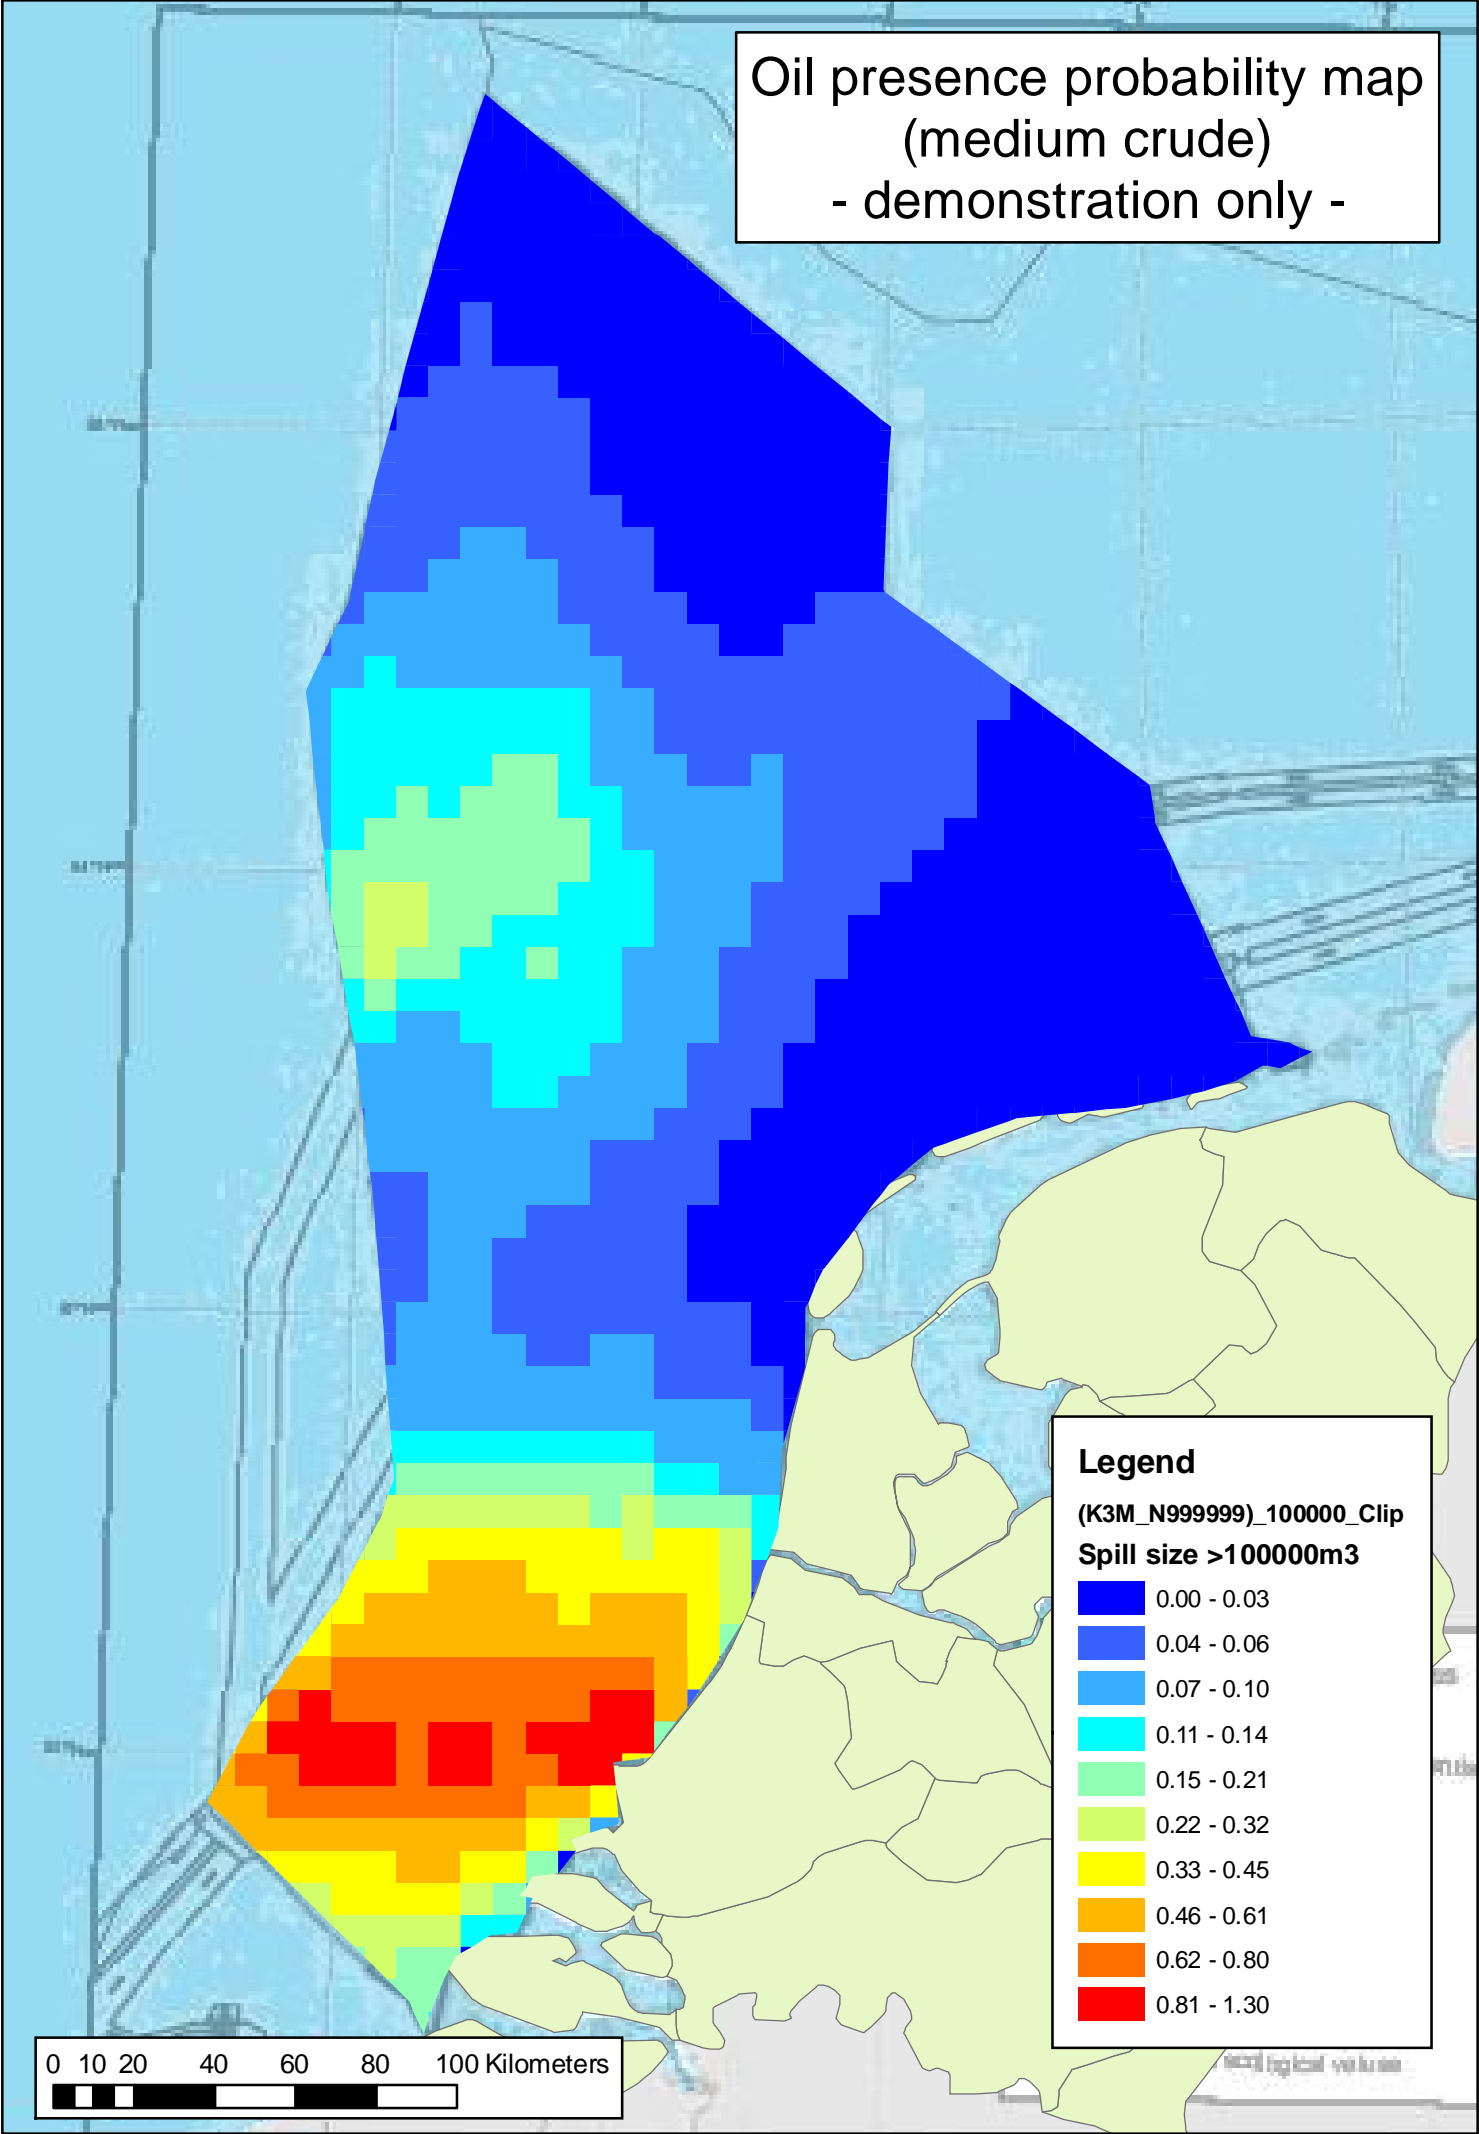 Oil presence probability map
(medium crude)
- demonstration only -
Legend
(K3M_N999999)_100000_Clip
Spill size >100000m3
0.00 - 0.03
0.04 - 0.06
0.07 - 0.10
0.11 - 0.14
0.15 - 0.21
0.22 - 0.32
0.33 - 0.45
0.46 - 0.61
0.62 - 0.80
0.81 - 1.30
0 10 20 40 60 80 100 Kilometers